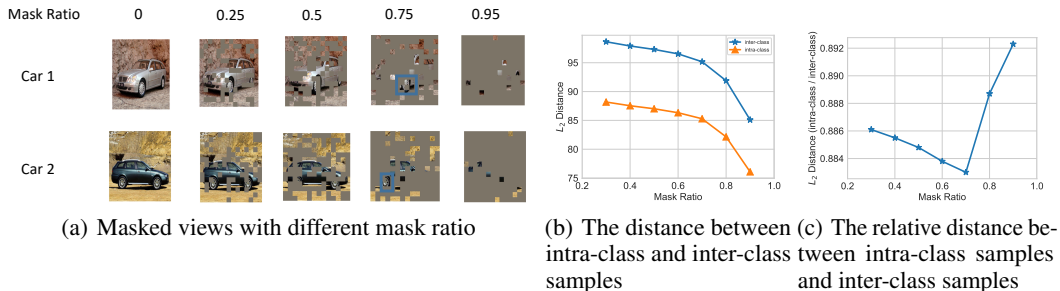 Mask Ratio 0 0.25 0.5 0.75 0.95
Car 1
Car 2
(a) Masked views with different mask ratio
100
95
90
85
80
75
L2 Distance
inter-class
intra-class
0.2 0.4 0.6 0.8 1.0
Mask Ratio
(b) The distance between
intra-class and inter-class
samples
0.892
0.890
0.888
0.886
0.884
L2 Distance (intra-class / inter-class)
0.2 0.4 0.6 0.8 1.0
Mask Ratio
(c) The relative distance be-
tween intra-class samples
and inter-class samples